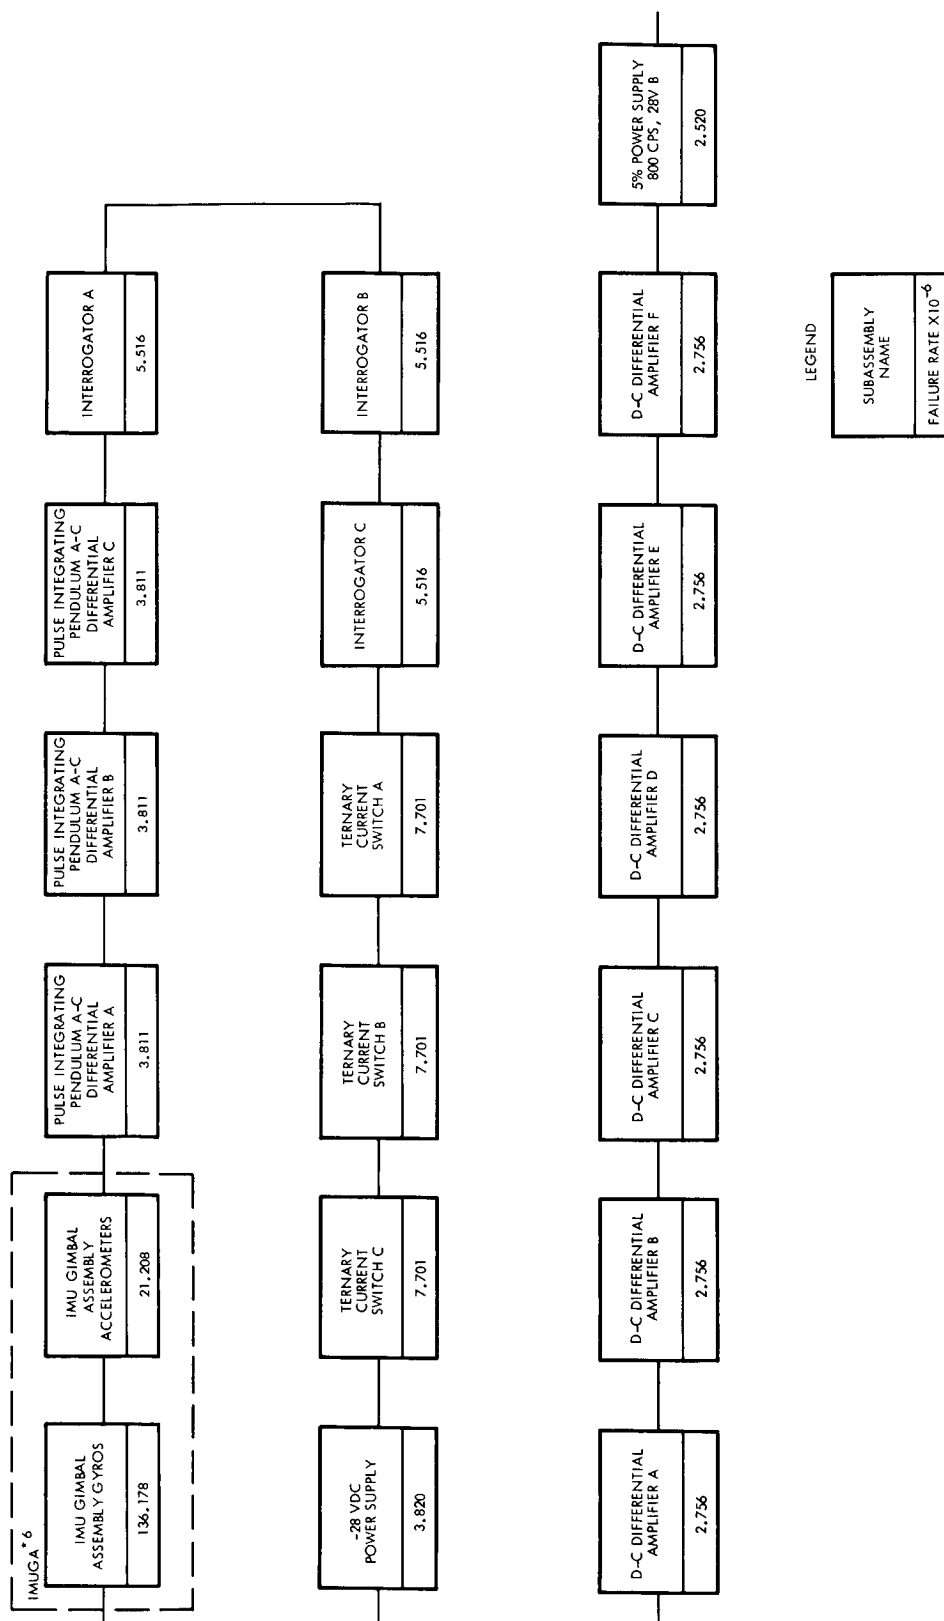 IMUGA*6
IMU GIMBAL
ASSEMBLY GYROS
136.178
IMU GIMBAL
ASSEMBLY
ACCELEROMETERS
21.208
PULSE INTEGRATING
PENDULUM A-C
DIFFERENTIAL
AMPLIFIER A
3.811
PULSE INTEGRATING
PENDULUM A-C
DIFFERENTIAL
AMPLIFIER B
3.811
PULSE INTEGRATING
PENDULUM A-C
DIFFERENTIAL
AMPLIFIER C
3.811
INTERROGATOR A
5.516
-28 VDC
POWER SUPPLY
3.820
TERNARY
CURRENT
SWITCH C
7.701
TERNARY
CURRENT
SWITCH B
7.701
TERNARY
CURRENT
SWITCH A
7.701
INTERROGATOR C
5.516
INTERROGATOR B
5.516
D-C DIFFERENTIAL
AMPLIFIER A
2.756
D-C DIFFERENTIAL
AMPLIFIER B
2.756
D-C DIFFERENTIAL
AMPLIFIER C
2.756
D-C DIFFERENTIAL
AMPLIFIER D
2.756
D-C DIFFERENTIAL
AMPLIFIER E
2.756
D-C DIFFERENTIAL
AMPLIFIER F
2.756
5% POWER SUPPLY
800 CPS, 28V B
2.520
LEGEND
SUBASSEMBLY
NAME
FAILURE RATE X10-6